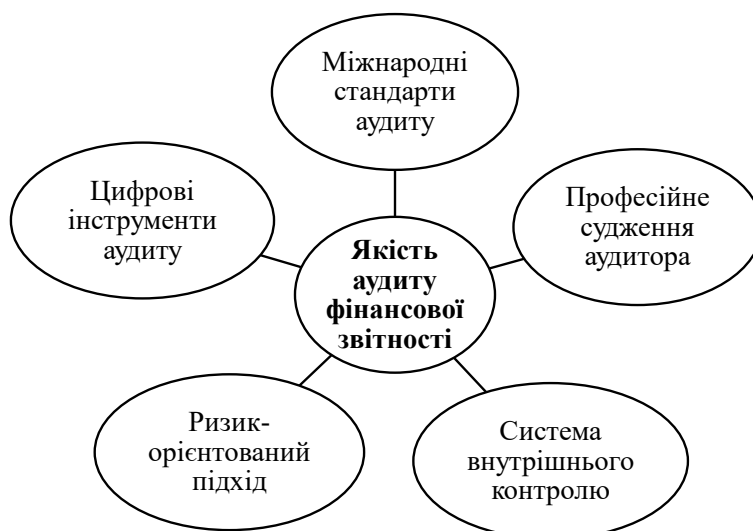 Міжнародні
стандарти
аудиту
Цифрові
інструменти
аудиту
Професійне
судження
аудитора
Якість
аудиту
фінансової
звітності
Ризик-
орієнтований
підхід
Система
внутрішнього
контролю